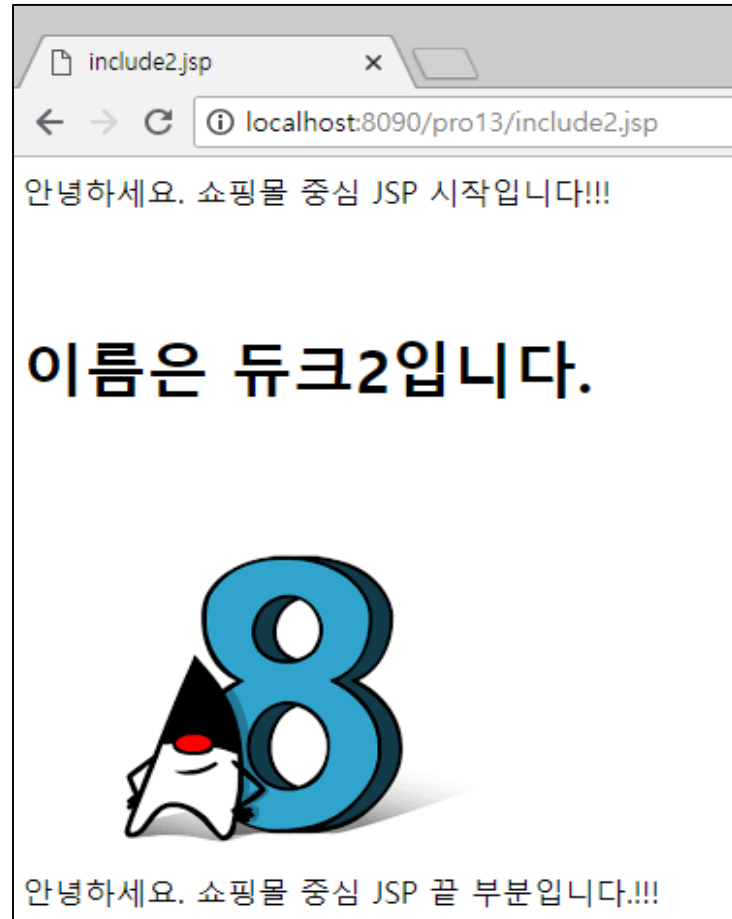 include2.jsp
localhost:8090/pro13/include2.jsp
안녕하세요. 쇼핑몰 중심 JSP 시작입니다!!!
이름은 듀크2입니다.
8
안녕하세요. 쇼핑몰 중심 JSP 끝 부분입니다.!!!